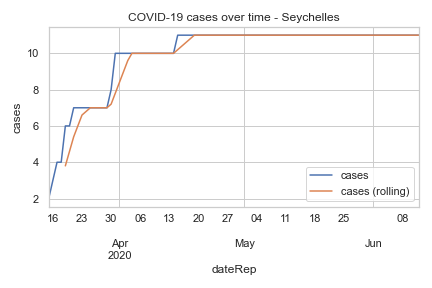 COVID-19 cases over time - Seychelles
10
8
6
4
2
cases
cases
cases (rolling)
16 23 30 06 13 20 27 04 11 18 25 08
Apr May Jun
2020
dateRep